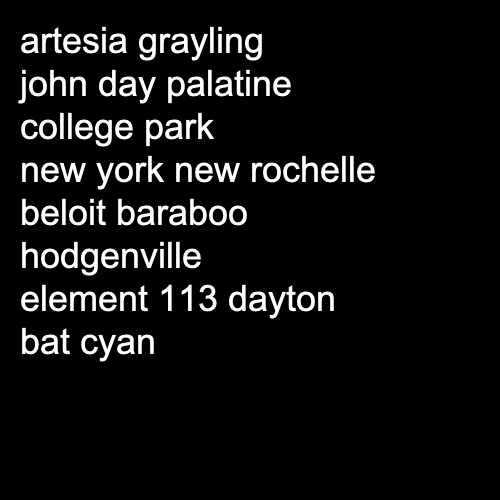 artesia grayling
john day palatine
college park
new york new rochelle
beloit baraboo
hodgenville
element 113 dayton
bat cyan